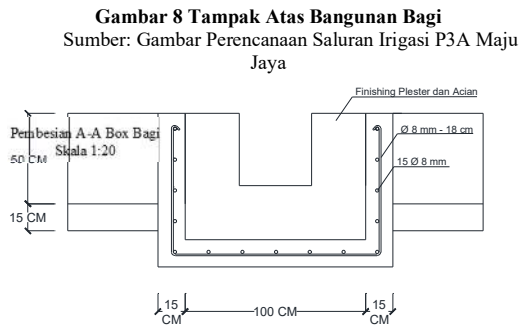 Gambar 8 Tampak Atas Bangunan Bagi
Sumber: Gambar Perencanaan Saluran Irigasi P3A Maju
Jaya
Finishing Plester dan Acian
Pembesian A-A Box Bagi
Skala 1:20
Ø 8 mm - 18 cm
50 CM
15 Ø 8 mm
15 CM
15
CM
100 CM
15
CM